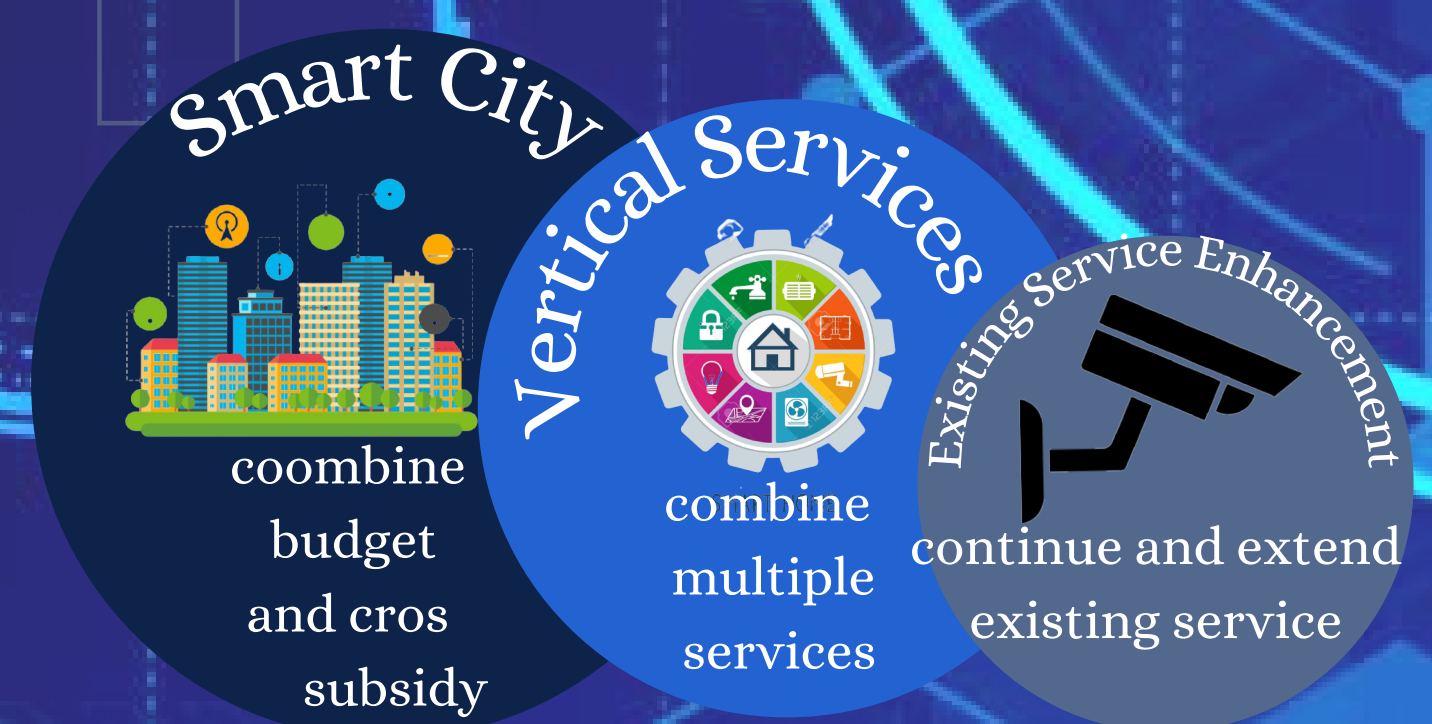 Smart City
coombine
budget
and cros
subsidy
Vertical Services
combine
multiple
services
Existing Service Enhancement
continue and extend
existing service